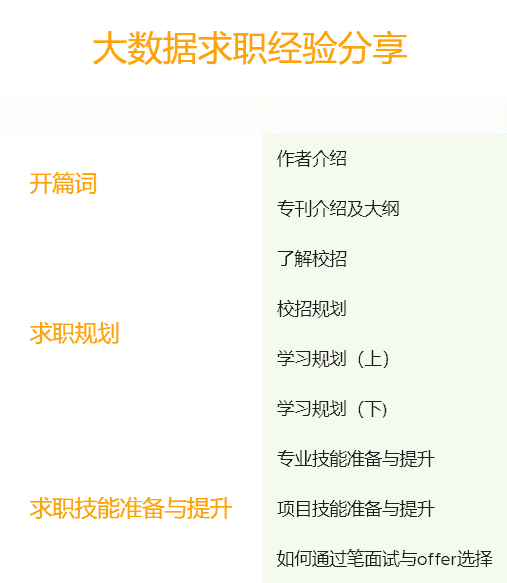 大数据求职经验分享
开篇词
作者介绍
专刊介绍及大纲
求职规划
了解校招
校招规划
学习规划（上）
学习规划（下)
求职技能准备与提升
专业技能准备与提升
项目技能准备与提升
如何通过笔面试与offer选择